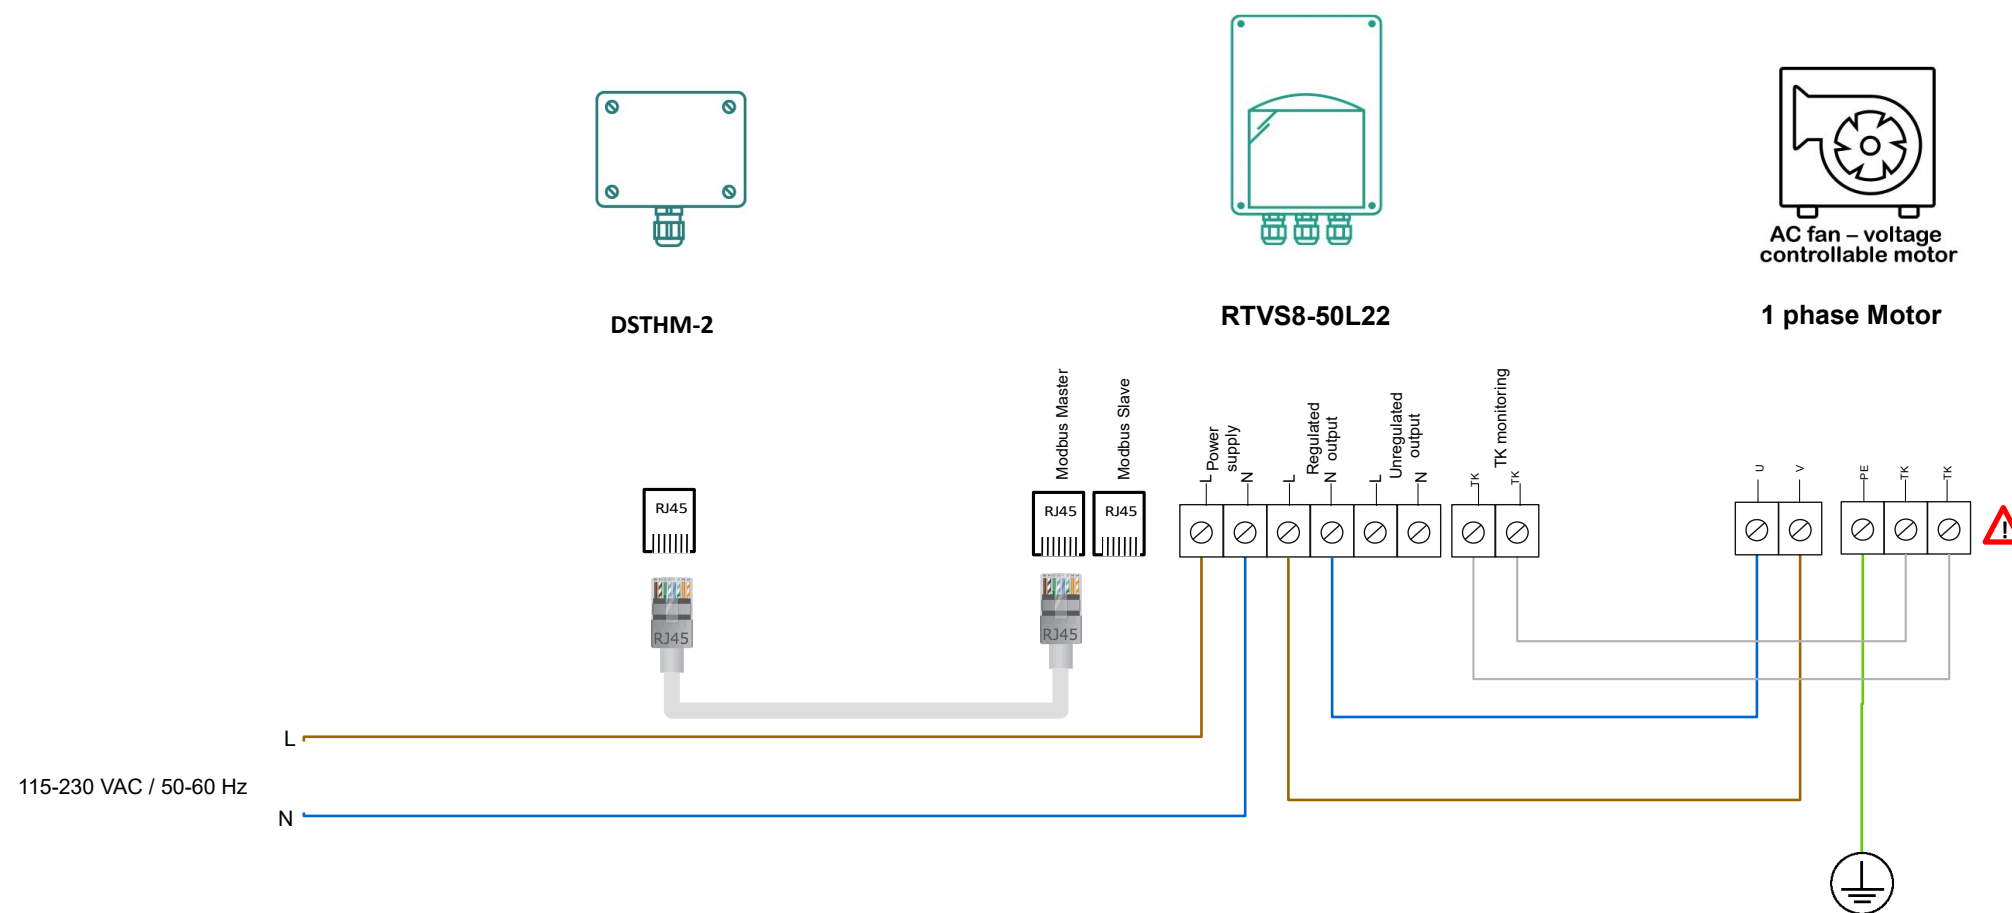 AC fan – voltage
controllable motor
DSTHM-2
RTVS8-50L22
1 phase Motor
Modbus Master
Modbus Slave
L
Power
supply
N
L
Regulated
output
N
L
Unregulated
output
N
TK
TK monitoring
TK
U
V
PE
TK
TK
RJ45
RJ45
RJ45
!
RJ45
RJ45
L
115-230 VAC / 50-60 Hz
N